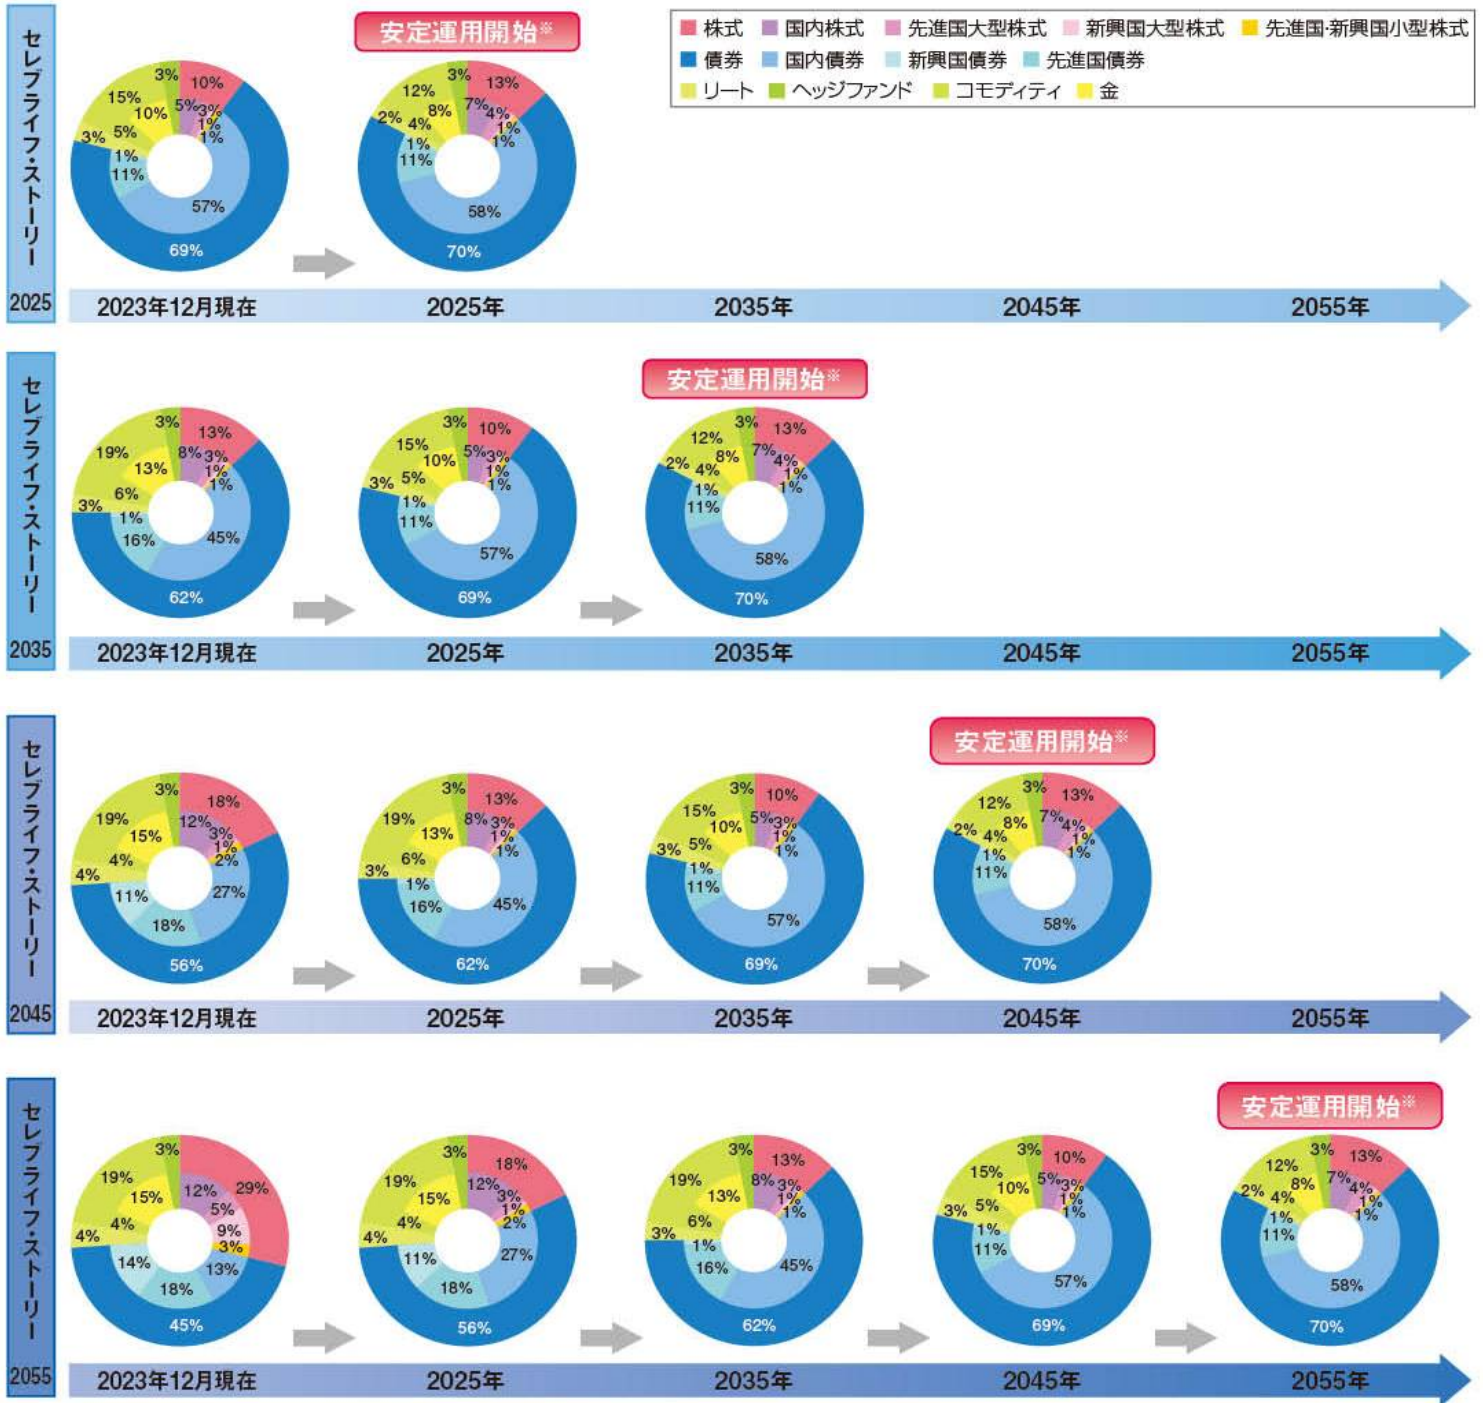 株式 国内株式 先進国大型株式 新興国大型株式 先進国·新興国小型株式
債券 国内債券 新興国債券 先進国債券
リート ヘッジファンド コモディティ 金
セレブライフ・ストーリー
2025
安定運用開始※
3% 10% 15% 10% 5% 3% 1% 1% 5% 3% 1% 11% 57% 69%
3% 13% 12% 8% 7% 4% 1% 1% 2% 4% 1% 11% 58% 70%
2023年12月現在 2025年 2035年 2045年 2055年
セレブライフ・ストーリー
2035
安定運用開始※
3% 13% 19% 13% 8% 3% 1% 1% 6% 3% 1% 16% 45% 62%
3% 10% 15% 10% 5% 3% 1% 1% 3% 5% 1% 11% 57% 69%
3% 13% 12% 8% 7% 4% 1% 1% 2% 4% 1% 11% 58% 70%
2023年12月現在 2025年 2035年 2045年 2055年
セレブライフ・ストーリー
2045
安定運用開始※
3% 18% 19% 15% 12% 3% 1% 2% 4% 4% 11% 27% 18% 56%
3% 13% 19% 13% 8% 3% 1% 1% 6% 3% 1% 16% 45% 62%
3% 10% 15% 10% 5% 3% 1% 1% 3% 5% 1% 11% 57% 69%
3% 13% 12% 8% 7% 4% 1% 1% 2% 4% 1% 11% 58% 70%
2023年12月現在 2025年 2035年 2045年 2055年
セレブライフ・ストーリー
2055
安定運用開始※
3% 29% 19% 15% 12% 5% 9% 3% 4% 4% 14% 13% 18% 45%
3% 18% 19% 15% 12% 3% 1% 2% 4% 4% 11% 27% 18% 56%
3% 13% 19% 13% 8% 3% 1% 1% 6% 3% 1% 16% 45% 62%
3% 10% 15% 10% 5% 3% 1% 1% 3% 5% 1% 11% 57% 69%
3% 13% 12% 8% 7% 4% 1% 1% 2% 4% 1% 11% 58% 70%
2023年12月現在 2025年 2035年 2045年 2055年